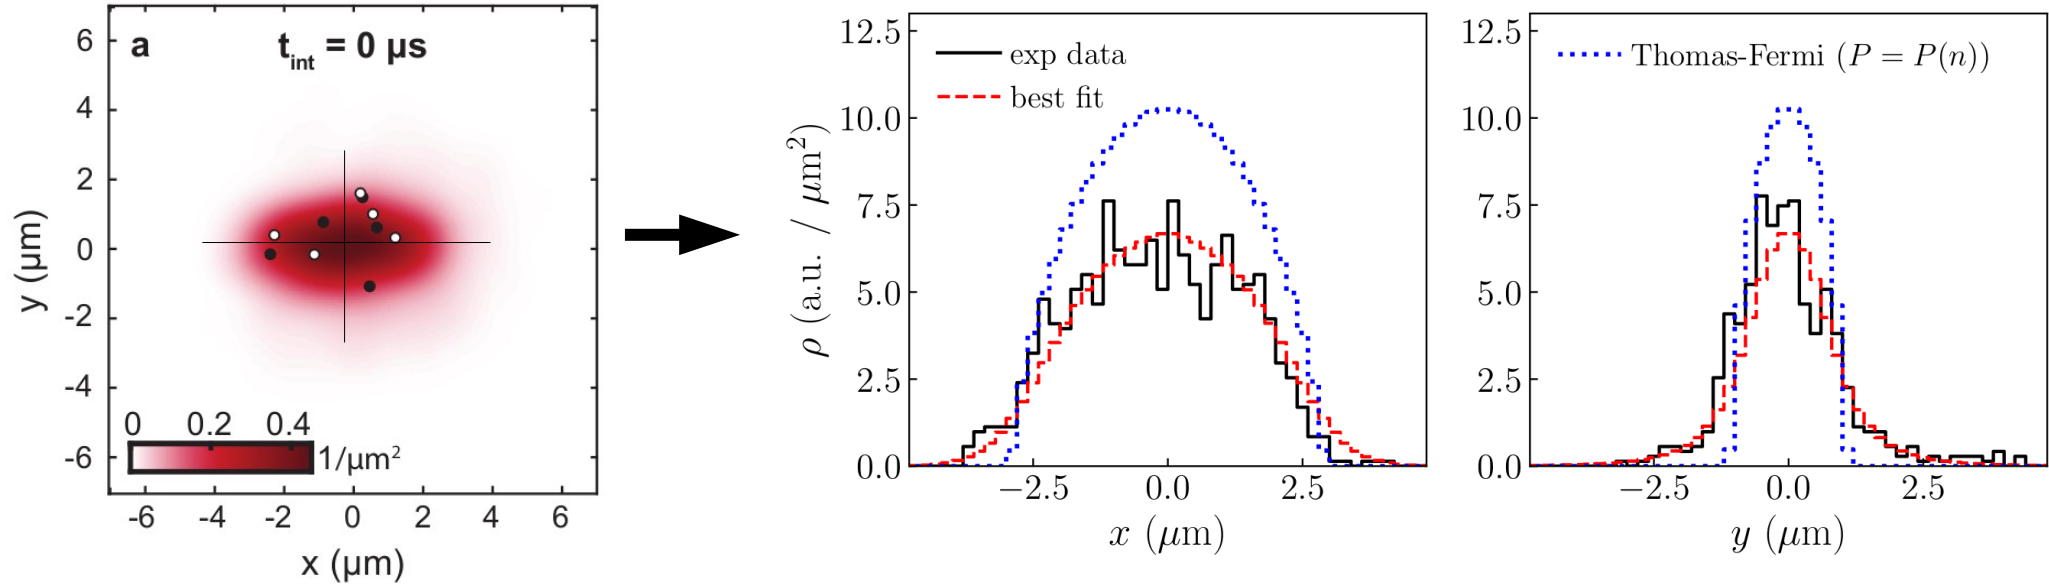 a
t_int = 0 μs
6
4
2
0
-2
-4
-6
y (μm)
0 0.2 0.4
1/μm²
-6 -4 -2 0 2 4 6
x (μm)
exp data
best fit
12.5
10.0
7.5
5.0
2.5
0.0
ρ (a.u. / μm²)
−2.5 0.0 2.5
x (μm)
Thomas-Fermi (P = P(n))
12.5
10.0
7.5
5.0
2.5
0.0
−2.5 0.0 2.5
y (μm)